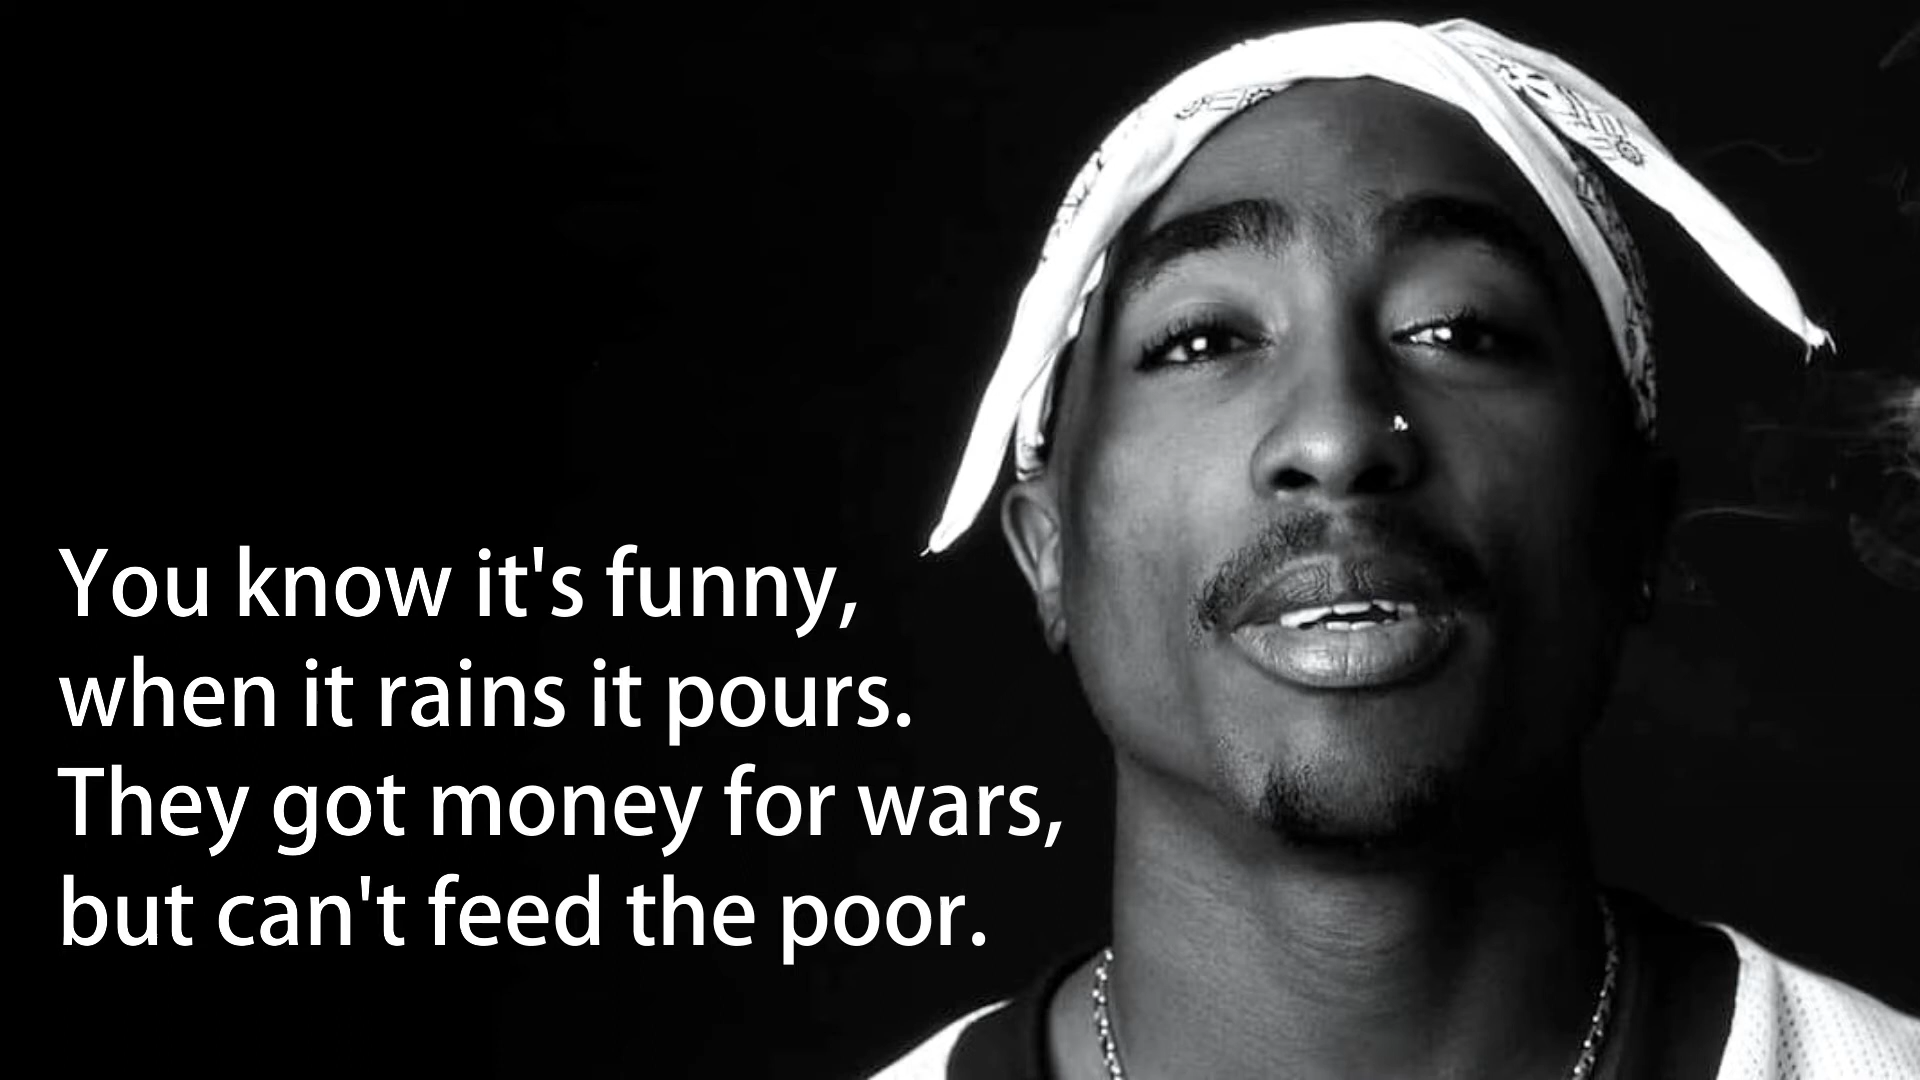 You know it's funny,
when it rains it pours.
They got money for wars,
but can't feed the poor.